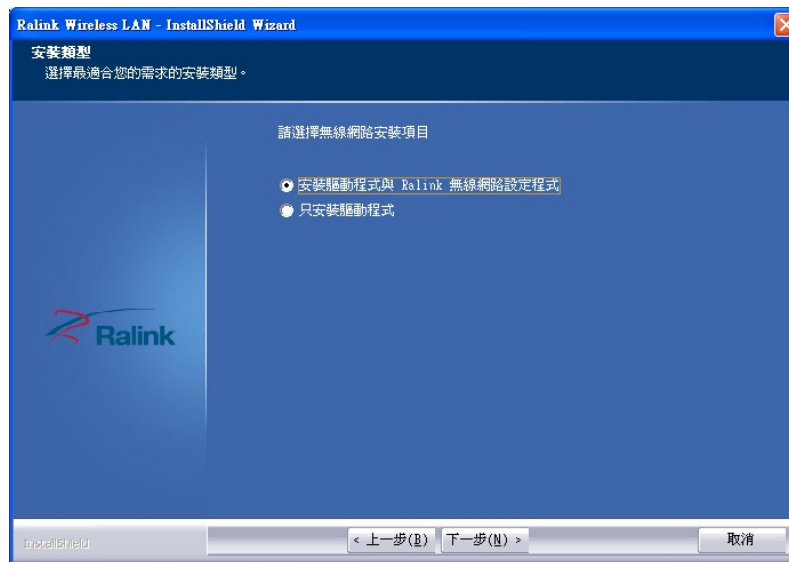 Ralink Wireless LAN - InstallShield Wizard
安裝類型
選擇最適合您的需求的安裝類型。
請選擇無線網路安裝項目
安裝驅動程式與 Ralink 無線網路設定程式
只安裝驅動程式
Ralink
InstallShield
< 上一步(B)
下一步(N) >
取消